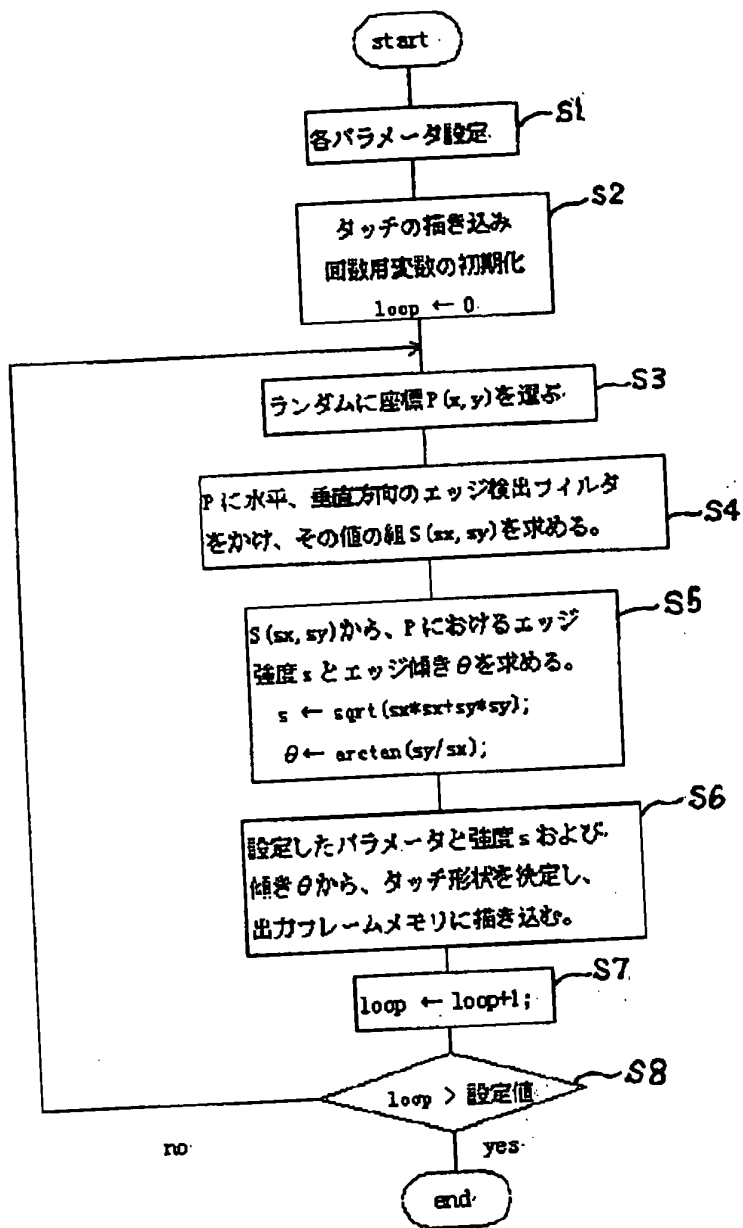 start
各パラメータ設定
S1
タッチの描き込み
回数用変数の初期化
loop ← 0
S2
ランダムに座標P(x,y)を選ぶ
S3
Pに水平、垂直方向のエッジ検出フィルタ
をかけ、その値の組S(sx,sy)を求める。
S4
S(sx,sy)から、Pにおけるエッジ
強度sとエッジ傾きθを求める。
s ← sqrt(sx*sx+sy*sy);
θ← arctan(sy/sx);
S5
設定したパラメータと強度sおよび
傾きθから、タッチ形状を決定し、
出力フレームメモリに描き込む。
S6
loop ← loop+1;
S7
loop > 設定値
S8
no
yes
end